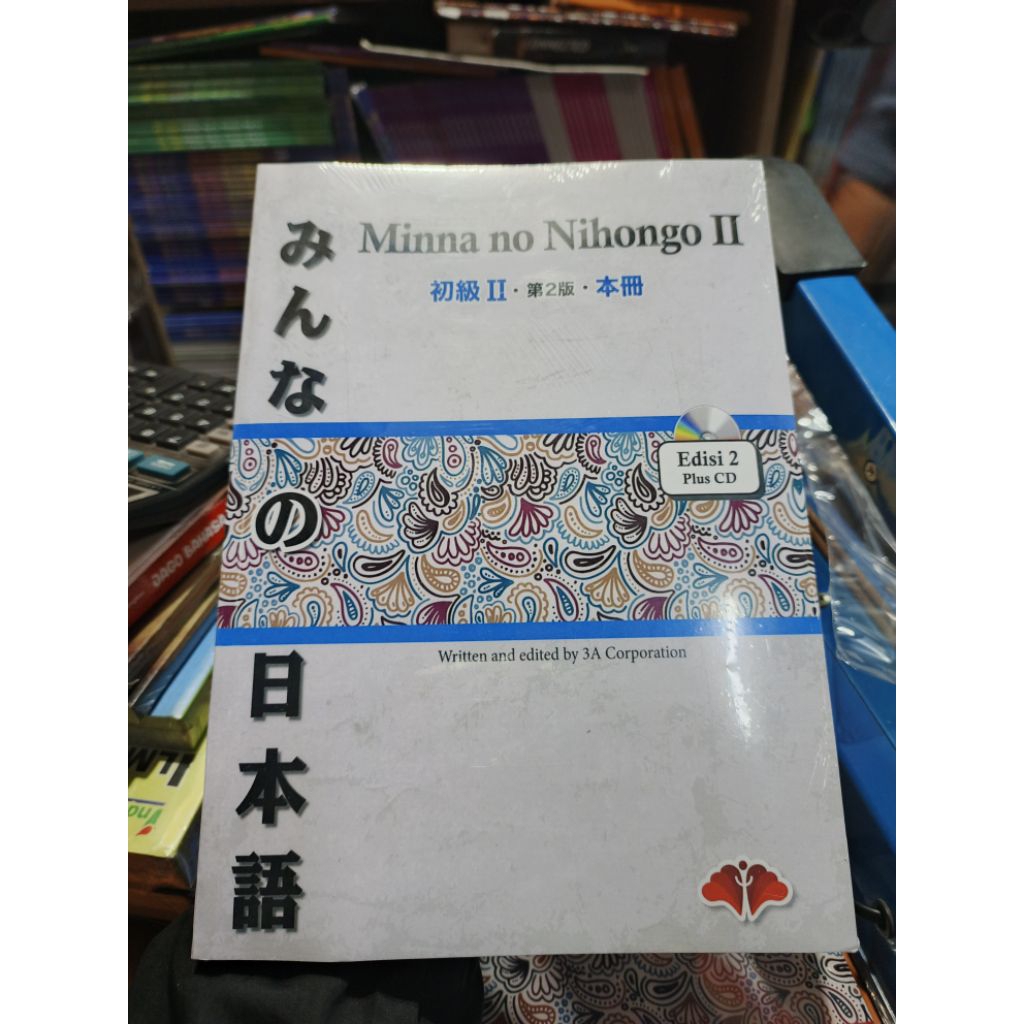 みんなの日本語
Minna no Nihongo II
初級 II・第2版・本冊
Edisi 2
Plus CD
Written and edited by 3A Corporation